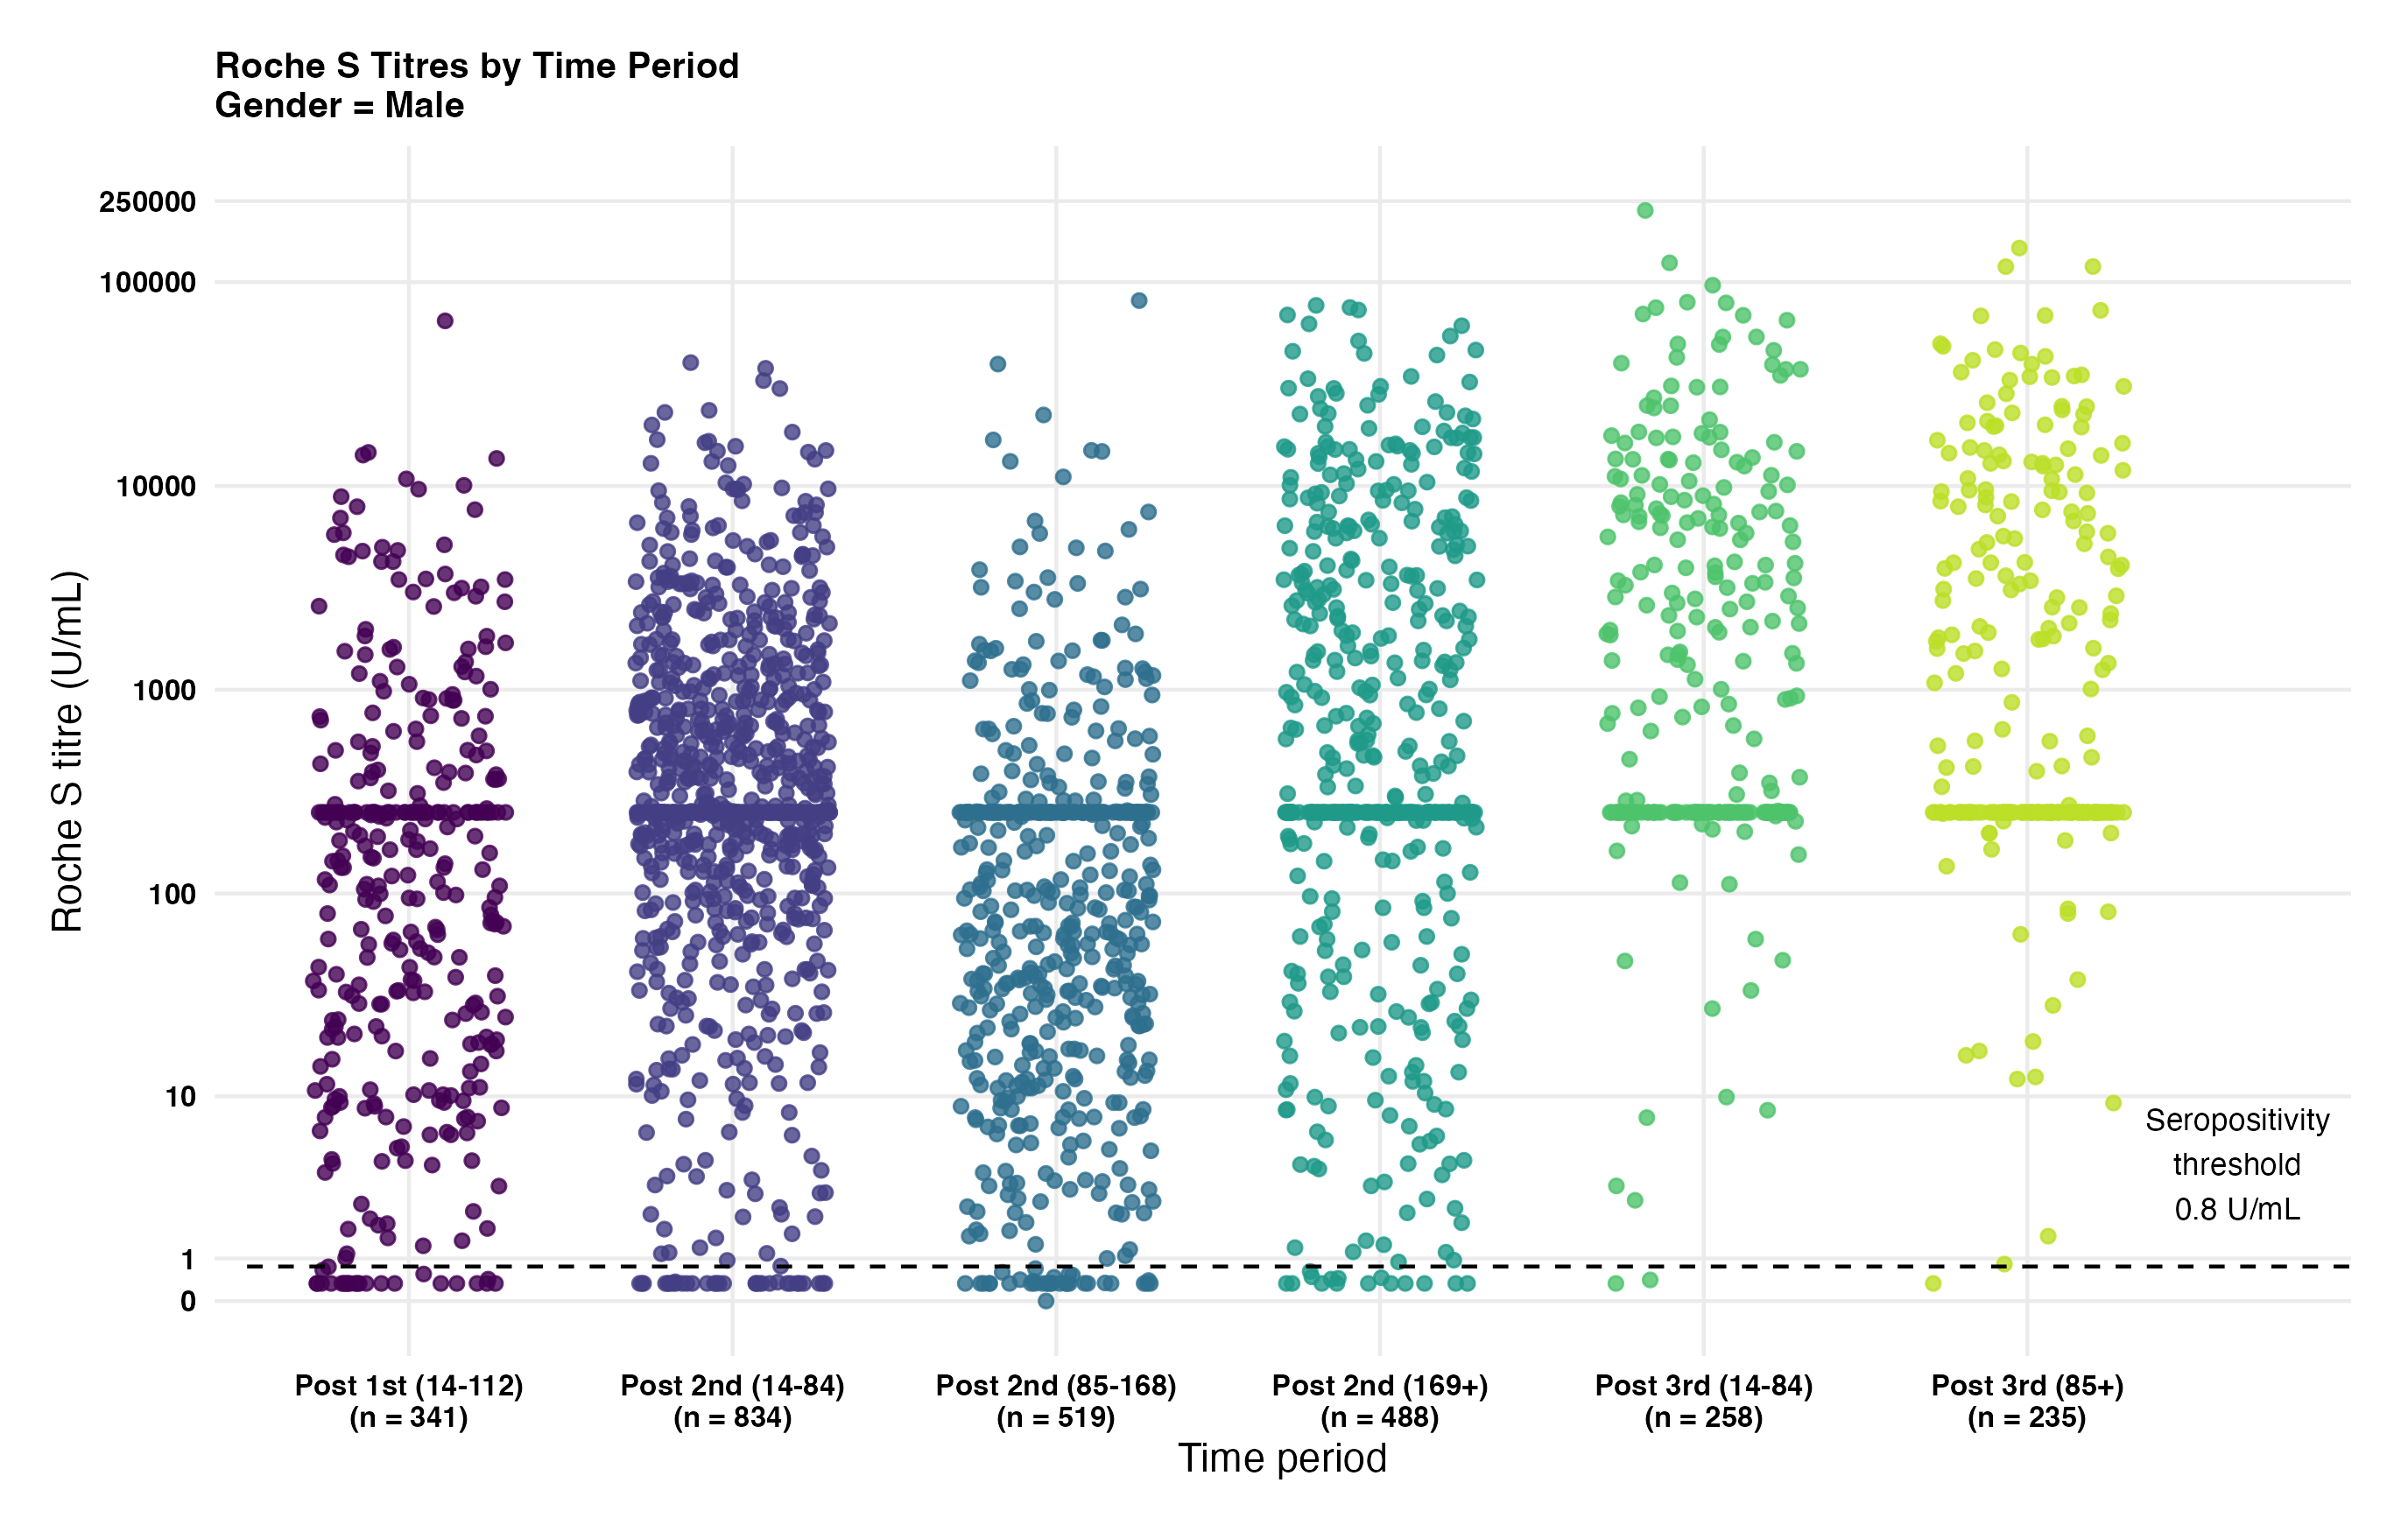 Roche S Titres by Time Period
Gender = Male
Roche S titre (U/mL)
250000
100000
10000
1000
100
10
1
0
Seropositivity
threshold
0.8 U/mL
Post 1st (14-112)
(n = 341)
Post 2nd (14-84)
(n = 834)
Post 2nd (85-168)
(n = 519)
Post 2nd (169+)
(n = 488)
Post 3rd (14-84)
(n = 258)
Post 3rd (85+)
(n = 235)
Time period